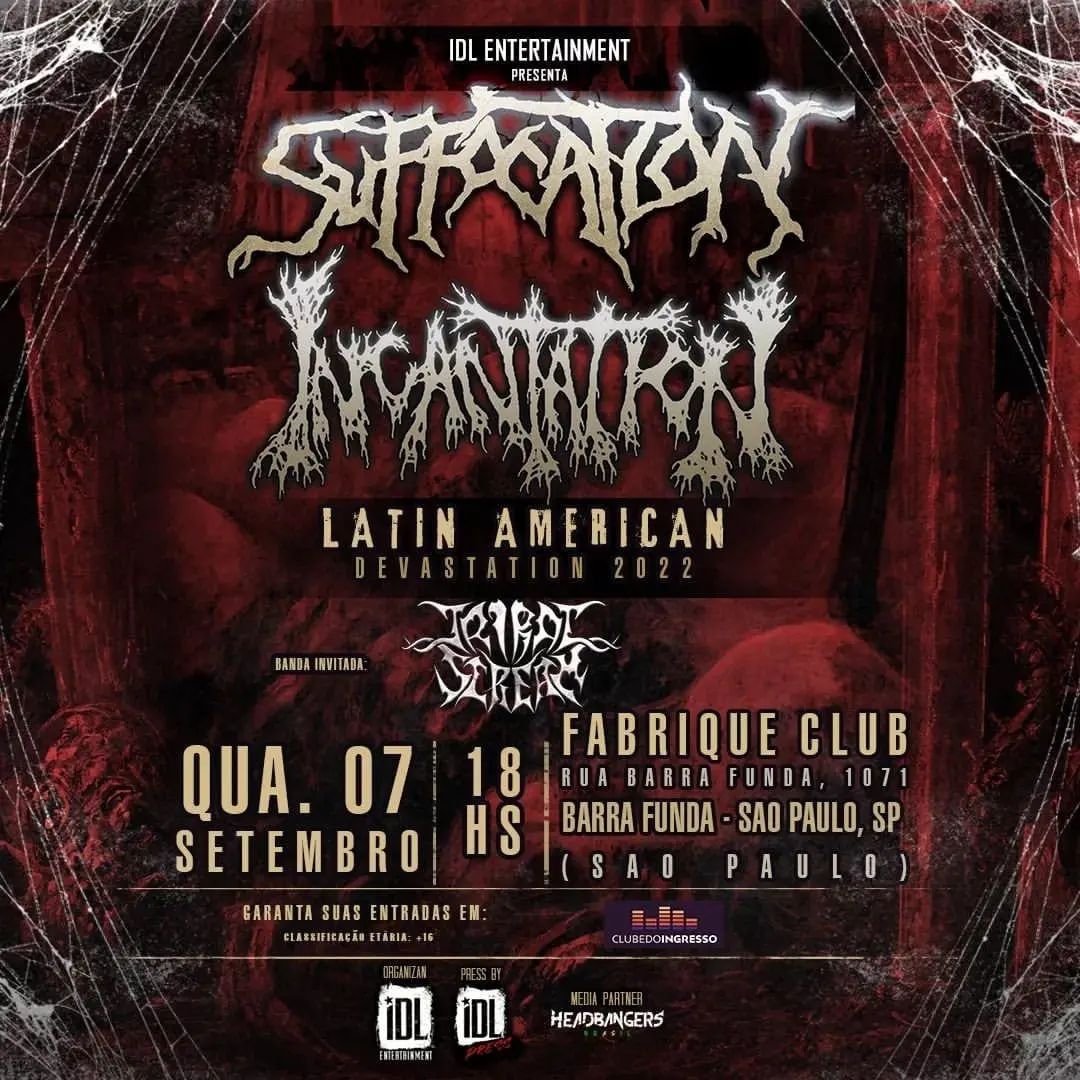 IDL ENTERTAINMENT
PRESENTA
SUFFOCATION
INCANTATION
LATIN AMERICAN
DEVASTATION 2022
BANDA INVITADA:
TRIBAL
SCREAM
QUA. 07
SETEMBRO
18
HS
FABRIQUE CLUB
RUA BARRA FUNDA, 1071
BARRA FUNDA - SAO PAULO, SP
(SAO PAULO)
GARANTA SUAS ENTRADAS EM:
CLASSIFICAÇÃO ETÁRIA: +16
CLUBEDOINGRESSO
ORGANIZAN
IDL
ENTERTAINMENT
PRESS BY
IDL
PRESS
MEDIA PARTNER
HEADBANGERS
BRASIL